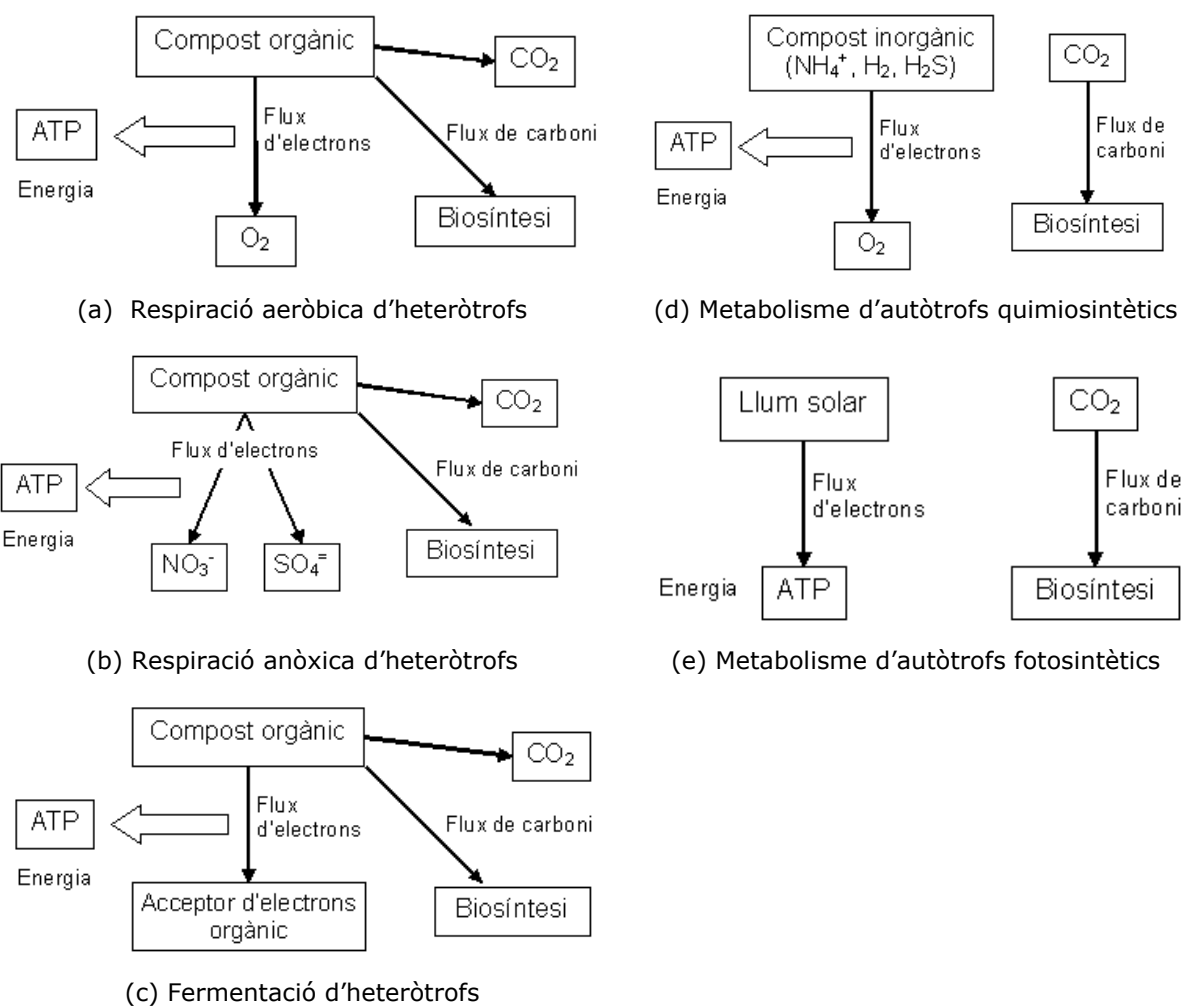 Compost orgànic
CO₂
ATP
Flux
d'electrons
Flux de carboni
Energia
O₂
Biosíntesi
(a) Respiració aeròbica d’heteròtrofs
Compost orgànic
CO₂
Flux d'electrons
Flux de carboni
ATP
Energia
NO₃⁻
SO₄⁼
Biosíntesi
(b) Respiració anòxica d’heteròtrofs
Compost orgànic
CO₂
ATP
Flux
d'electrons
Flux de carboni
Energia
Acceptor d'electrons
orgànic
Biosíntesi
(c) Fermentació d’heteròtrofs
Compost inorgànic
(NH₄⁺, H₂, H₂S)
CO₂
ATP
Flux
d'electrons
Flux de
carboni
Energia
O₂
Biosíntesi
(d) Metabolisme d’autòtrofs quimiosintètics
Llum solar
CO₂
Flux
d'electrons
Flux de
carboni
Energia
ATP
Biosíntesi
(e) Metabolisme d’autòtrofs fotosintètics